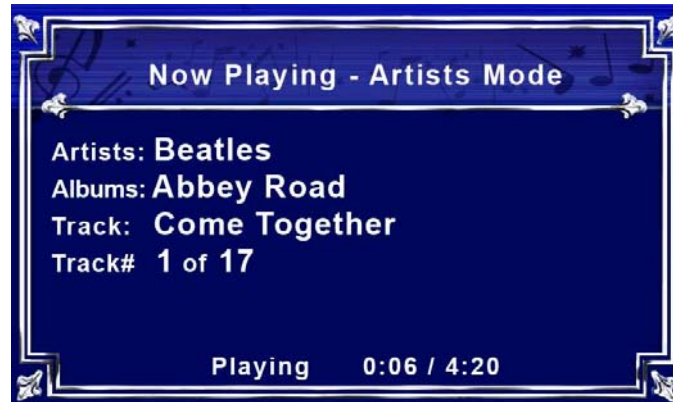 Now Playing - Artists Mode
Artists: Beatles
Albums: Abbey Road
Track: Come Together
Track# 1 of 17
Playing 0:06 / 4:20